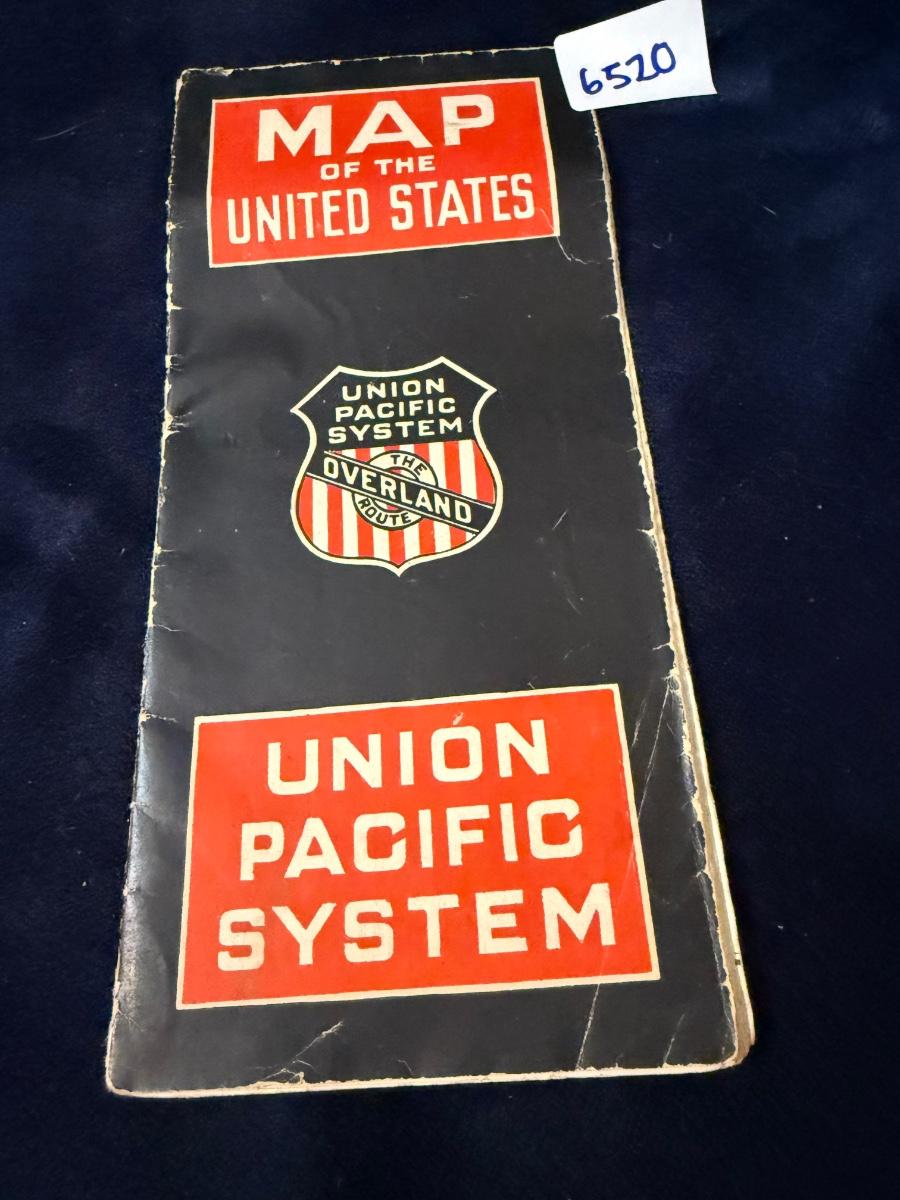 6520
MAP
OF THE
UNITED STATES
UNION
PACIFIC
SYSTEM
THE
OVERLAND
ROUTE
UNION
PACIFIC
SYSTEM